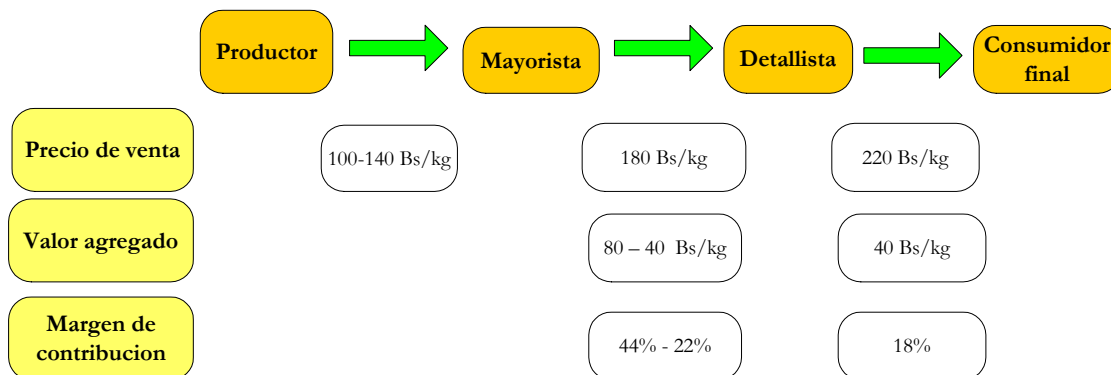 Productor
Mayorista
Detallista
Consumidor
final
Precio de venta
100-140 Bs/kg
180 Bs/kg
220 Bs/kg
Valor agregado
80 – 40  Bs/kg
40 Bs/kg
Margen de
contribucion
44% - 22%
18%